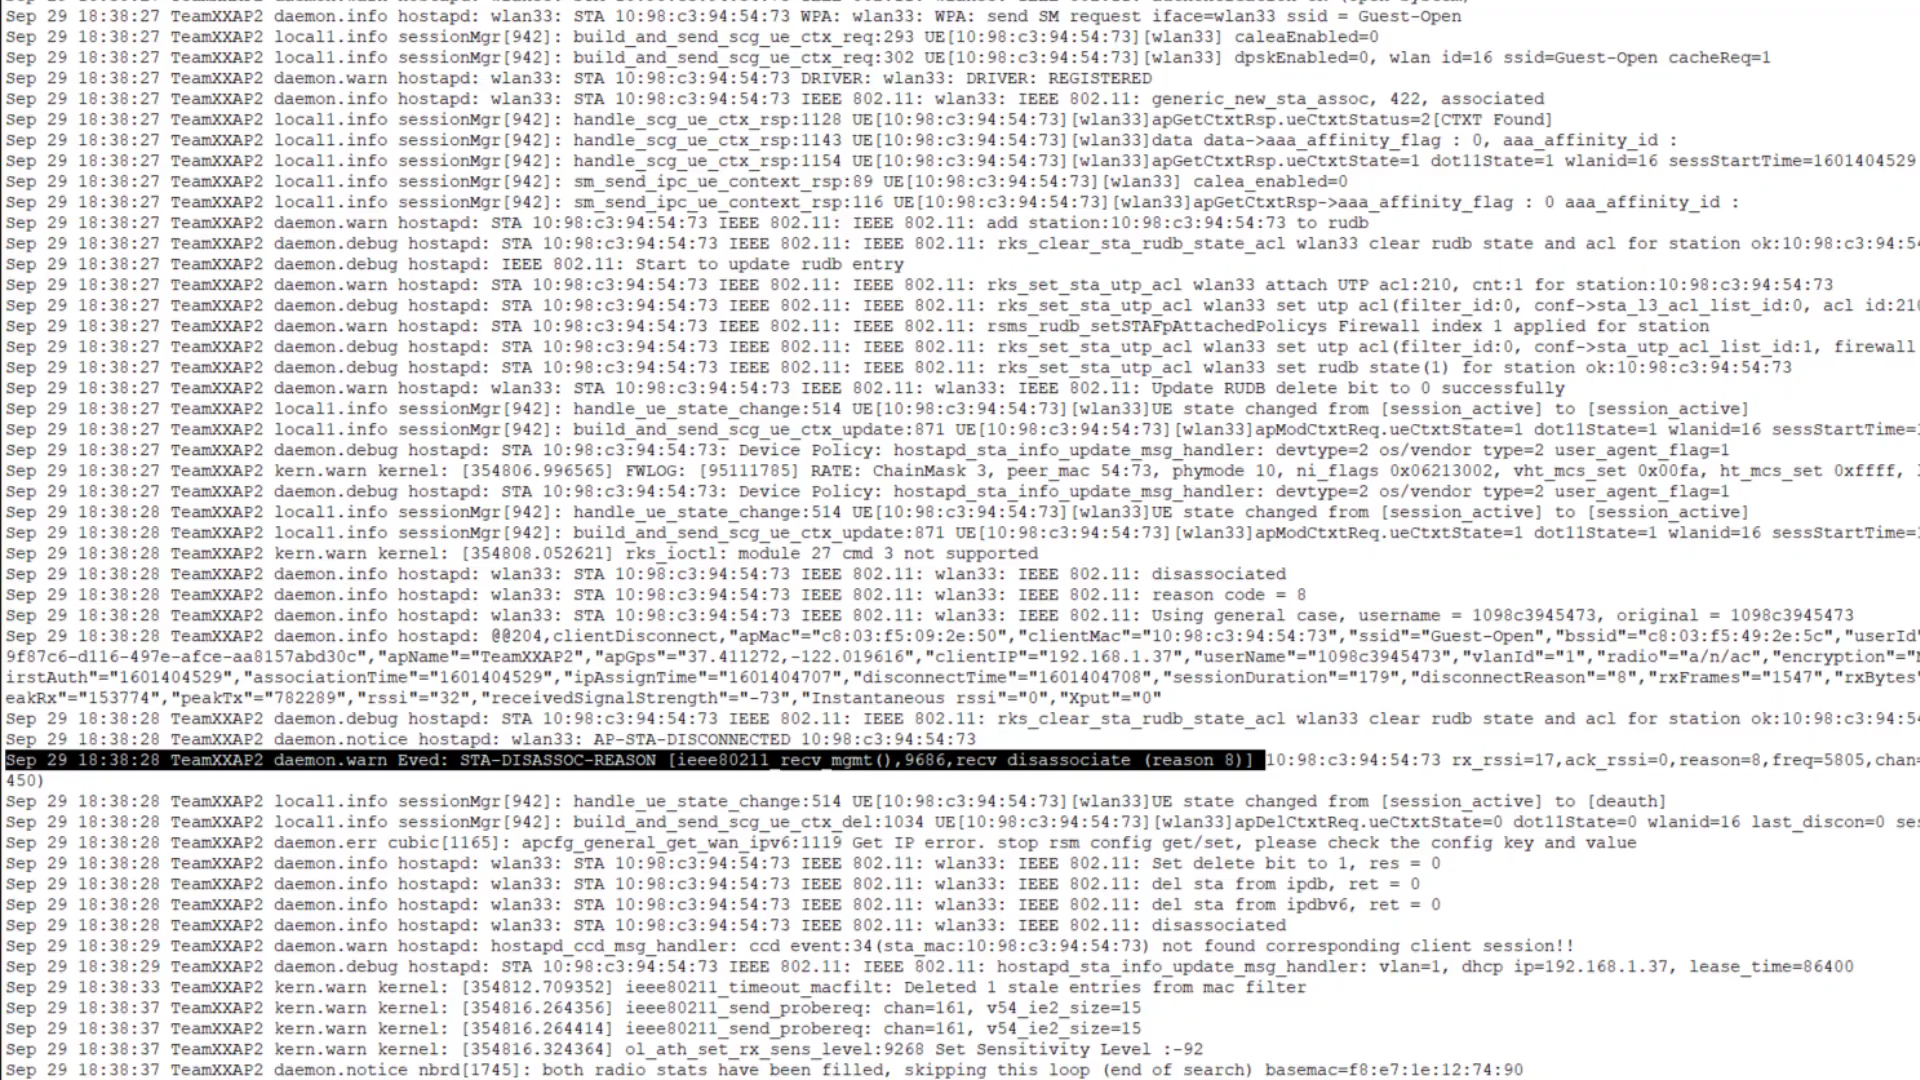 Sep 29 18:38:27 TeamXXAP2 daemon.info hostapd: wlan33: STA 10:98:c3:94:54:73 WPA: wlan33: WPA: send SM request iface=wlan33 ssid = Guest-Open
Sep 29 18:38:27 TeamXXAP2 local1.info sessionMgr[942]: build_and_send_scg_ue_ctx_req:293 UE[10:98:c3:94:54:73][wlan33] caleaEnabled=0
Sep 29 18:38:27 TeamXXAP2 local1.info sessionMgr[942]: build_and_send_scg_ue_ctx_req:302 UE[10:98:c3:94:54:73][wlan33] dpskEnabled=0, wlan id=16 ssid=Guest-Open cacheReq=1
Sep 29 18:38:27 TeamXXAP2 daemon.warn hostapd: wlan33: STA 10:98:c3:94:54:73 DRIVER: wlan33: DRIVER: REGISTERED
Sep 29 18:38:27 TeamXXAP2 daemon.info hostapd: wlan33: STA 10:98:c3:94:54:73 IEEE 802.11: wlan33: IEEE 802.11: generic_new_sta_assoc, 422, associated
Sep 29 18:38:27 TeamXXAP2 local1.info sessionMgr[942]: handle_scg_ue_ctx_rsp:1128 UE[10:98:c3:94:54:73][wlan33]apGetCtxtRsp.ueCtxtStatus=2[CTXT Found]
Sep 29 18:38:27 TeamXXAP2 local1.info sessionMgr[942]: handle_scg_ue_ctx_rsp:1143 UE[10:98:c3:94:54:73][wlan33]data data->aaa_affinity_flag : 0, aaa_affinity_id :
Sep 29 18:38:27 TeamXXAP2 local1.info sessionMgr[942]: handle_scg_ue_ctx_rsp:1154 UE[10:98:c3:94:54:73][wlan33]apGetCtxtRsp.ueCtxtState=1 dot11State=1 wlanid=16 sessStartTime=1601404529
Sep 29 18:38:27 TeamXXAP2 local1.info sessionMgr[942]: sm_send_ipc_ue_context_rsp:89 UE[10:98:c3:94:54:73][wlan33] calea_enabled=0
Sep 29 18:38:27 TeamXXAP2 local1.info sessionMgr[942]: sm_send_ipc_ue_context_rsp:116 UE[10:98:c3:94:54:73][wlan33]apGetCtxtRsp->aaa_affinity_flag : 0 aaa_affinity_id :
Sep 29 18:38:27 TeamXXAP2 daemon.warn hostapd: STA 10:98:c3:94:54:73 IEEE 802.11: IEEE 802.11: add station:10:98:c3:94:54:73 to rudb
Sep 29 18:38:27 TeamXXAP2 daemon.debug hostapd: STA 10:98:c3:94:54:73 IEEE 802.11: IEEE 802.11: rks_clear_sta_rudb_state_acl wlan33 clear rudb state and acl for station ok:10:98:c3:94:5
Sep 29 18:38:27 TeamXXAP2 daemon.debug hostapd: IEEE 802.11: Start to update rudb entry
Sep 29 18:38:27 TeamXXAP2 daemon.warn hostapd: STA 10:98:c3:94:54:73 IEEE 802.11: IEEE 802.11: rks_set_sta_utp_acl wlan33 attach UTP acl:210, cnt:1 for station:10:98:c3:94:54:73
Sep 29 18:38:27 TeamXXAP2 daemon.debug hostapd: STA 10:98:c3:94:54:73 IEEE 802.11: IEEE 802.11: rks_set_sta_utp_acl wlan33 set utp acl(filter_id:0, conf->sta_l3_acl_list_id:0, acl id:210
Sep 29 18:38:27 TeamXXAP2 daemon.warn hostapd: STA 10:98:c3:94:54:73 IEEE 802.11: IEEE 802.11: rsms_rudb_setSTAFpAttachedPolicys Firewall index 1 applied for station
Sep 29 18:38:27 TeamXXAP2 daemon.debug hostapd: STA 10:98:c3:94:54:73 IEEE 802.11: IEEE 802.11: rks_set_sta_utp_acl wlan33 set utp acl(filter_id:0, conf->sta_utp_acl_list_id:1, firewall
Sep 29 18:38:27 TeamXXAP2 daemon.debug hostapd: STA 10:98:c3:94:54:73 IEEE 802.11: IEEE 802.11: rks_set_sta_utp_acl wlan33 set rudb state(1) for station ok:10:98:c3:94:54:73
Sep 29 18:38:27 TeamXXAP2 daemon.warn hostapd: wlan33: STA 10:98:c3:94:54:73 IEEE 802.11: wlan33: IEEE 802.11: Update RUDB delete bit to 0 successfully
Sep 29 18:38:27 TeamXXAP2 local1.info sessionMgr[942]: handle_ue_state_change:514 UE[10:98:c3:94:54:73][wlan33]UE state changed from [session_active] to [session_active]
Sep 29 18:38:27 TeamXXAP2 local1.info sessionMgr[942]: build_and_send_scg_ue_ctx_update:871 UE[10:98:c3:94:54:73][wlan33]apModCtxtReq.ueCtxtState=1 dot11State=1 wlanid=16 sessStartTime=
Sep 29 18:38:27 TeamXXAP2 daemon.debug hostapd: STA 10:98:c3:94:54:73: Device Policy: hostapd_sta_info_update_msg_handler: devtype=2 os/vendor type=2 user_agent_flag=1
Sep 29 18:38:27 TeamXXAP2 kern.warn kernel: [354806.996565] FWLOG: [95111785] RATE: ChainMask 3, peer_mac 54:73, phymode 10, ni_flags 0x06213002, vht_mcs_set 0x00fa, ht_mcs_set 0xffff,
Sep 29 18:38:27 TeamXXAP2 daemon.debug hostapd: STA 10:98:c3:94:54:73: Device Policy: hostapd_sta_info_update_msg_handler: devtype=2 os/vendor type=2 user_agent_flag=1
Sep 29 18:38:28 TeamXXAP2 local1.info sessionMgr[942]: handle_ue_state_change:514 UE[10:98:c3:94:54:73][wlan33]UE state changed from [session_active] to [session_active]
Sep 29 18:38:28 TeamXXAP2 local1.info sessionMgr[942]: build_and_send_scg_ue_ctx_update:871 UE[10:98:c3:94:54:73][wlan33]apModCtxtReq.ueCtxtState=1 dot11State=1 wlanid=16 sessStartTime=
Sep 29 18:38:28 TeamXXAP2 kern.warn kernel: [354808.052621] rks_ioctl: module 27 cmd 3 not supported
Sep 29 18:38:28 TeamXXAP2 daemon.info hostapd: wlan33: STA 10:98:c3:94:54:73 IEEE 802.11: wlan33: IEEE 802.11: disassociated
Sep 29 18:38:28 TeamXXAP2 daemon.info hostapd: wlan33: STA 10:98:c3:94:54:73 IEEE 802.11: wlan33: IEEE 802.11: reason code = 8
Sep 29 18:38:28 TeamXXAP2 daemon.info hostapd: wlan33: STA 10:98:c3:94:54:73 IEEE 802.11: wlan33: IEEE 802.11: Using general case, username = 1098c3945473, original = 1098c3945473
Sep 29 18:38:28 TeamXXAP2 daemon.info hostapd: @@204,clientDisconnect,"apMac"="c8:03:f5:09:2e:50","clientMac"="10:98:c3:94:54:73","ssid"="Guest-Open","bssid"="c8:03:f5:49:2e:5c","userId"
9f87c6-d116-497e-afce-aa8157abd30c","apName"="TeamXXAP2","apGps"="37.411272,-122.019616","clientIP"="192.168.1.37","userName"="1098c3945473","vlanId"="1","radio"="a/n/ac","encryption"="
irstAuth"="1601404529","associationTime"="1601404529","ipAssignTime"="1601404707","disconnectTime"="1601404708","sessionDuration"="179","disconnectReason"="8","rxFrames"="1547","rxBytes
eakRx"="153774","peakTx"="782289","rssi"="32","receivedSignalStrength"="-73","Instantaneous rssi"="0","Xput"="0"
Sep 29 18:38:28 TeamXXAP2 daemon.debug hostapd: STA 10:98:c3:94:54:73 IEEE 802.11: IEEE 802.11: rks_clear_sta_rudb_state_acl wlan33 clear rudb state and acl for station ok:10:98:c3:94:5
Sep 29 18:38:28 TeamXXAP2 daemon.notice hostapd: wlan33: AP-STA-DISCONNECTED 10:98:c3:94:54:73
Sep 29 18:38:28 TeamXXAP2 daemon.warn Eved: STA-DISASSOC-REASON [ieee80211_recv_mgmt(),9686,recv disassociate (reason 8)] 10:98:c3:94:54:73 rx_rssi=17,ack_rssi=0,reason=8,freq=5805,chan=
450)
Sep 29 18:38:28 TeamXXAP2 local1.info sessionMgr[942]: handle_ue_state_change:514 UE[10:98:c3:94:54:73][wlan33]UE state changed from [session_active] to [deauth]
Sep 29 18:38:28 TeamXXAP2 local1.info sessionMgr[942]: build_and_send_scg_ue_ctx_del:1034 UE[10:98:c3:94:54:73][wlan33]apDelCtxtReq.ueCtxtState=0 dot11State=0 wlanid=16 last_discon=0 ses
Sep 29 18:38:28 TeamXXAP2 daemon.err cubic[1165]: apcfg_general_get_wan_ipv6:1119 Get IP error. stop rsm config get/set, please check the config key and value
Sep 29 18:38:28 TeamXXAP2 daemon.info hostapd: wlan33: STA 10:98:c3:94:54:73 IEEE 802.11: wlan33: IEEE 802.11: Set delete bit to 1, res = 0
Sep 29 18:38:28 TeamXXAP2 daemon.info hostapd: wlan33: STA 10:98:c3:94:54:73 IEEE 802.11: wlan33: IEEE 802.11: del sta from ipdb, ret = 0
Sep 29 18:38:28 TeamXXAP2 daemon.info hostapd: wlan33: STA 10:98:c3:94:54:73 IEEE 802.11: wlan33: IEEE 802.11: del sta from ipdbv6, ret = 0
Sep 29 18:38:28 TeamXXAP2 daemon.info hostapd: wlan33: STA 10:98:c3:94:54:73 IEEE 802.11: wlan33: IEEE 802.11: disassociated
Sep 29 18:38:29 TeamXXAP2 daemon.warn hostapd: hostapd_ccd_msg_handler: ccd event:34(sta_mac:10:98:c3:94:54:73) not found corresponding client session!!
Sep 29 18:38:29 TeamXXAP2 daemon.debug hostapd: STA 10:98:c3:94:54:73 IEEE 802.11: IEEE 802.11: hostapd_sta_info_update_msg_handler: vlan=1, dhcp ip=192.168.1.37, lease_time=86400
Sep 29 18:38:33 TeamXXAP2 kern.warn kernel: [354812.709352] ieee80211_timeout_macfilt: Deleted 1 stale entries from mac filter
Sep 29 18:38:37 TeamXXAP2 kern.warn kernel: [354816.264356] ieee80211_send_probereq: chan=161, v54_ie2_size=15
Sep 29 18:38:37 TeamXXAP2 kern.warn kernel: [354816.264414] ieee80211_send_probereq: chan=161, v54_ie2_size=15
Sep 29 18:38:37 TeamXXAP2 kern.warn kernel: [354816.324364] ol_ath_set_rx_sens_level:9268 Set Sensitivity Level :-92
Sep 29 18:38:37 TeamXXAP2 daemon.notice nbrd[1745]: both radio stats have been filled, skipping this loop (end of search) basemac=f8:e7:1e:12:74:90